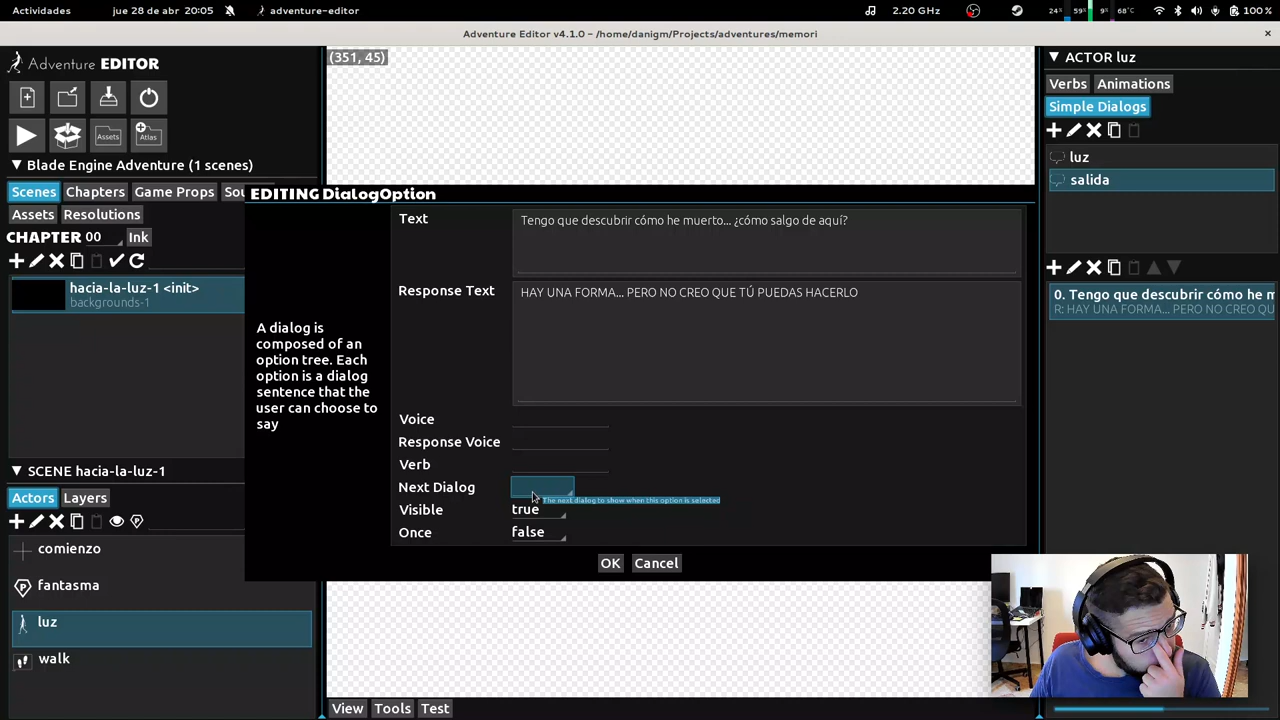 Actividades
jue 28 de abr 20:05
adventure-editor
2.20 GHz
24%
59%
9%
68°C
100 %
Adventure Editor v4.1.0 - /home/danigm/Projects/adventures/memori
×
Adventure EDITOR
Assets
Atlas
Blade Engine Adventure (1 scenes)
Scenes
Chapters
Game Props
Sou
Assets
Resolutions
CHAPTER 00
Ink
hacia-la-luz-1 <init>
backgrounds-1
SCENE hacia-la-luz-1
Actors
Layers
comienzo
fantasma
luz
walk
(351, 45)
EDITING DialogOption
A dialog is
composed of an
option tree. Each
option is a dialog
sentence that the
user can choose to
say
Text
Tengo que descubrir cómo he muerto... ¿cómo salgo de aquí?
Response Text
HAY UNA FORMA... PERO NO CREO QUE TÚ PUEDAS HACERLO
Voice
Response Voice
Verb
Next Dialog
The next dialog to show when this option is selected
Visible
true
Once
false
OK
Cancel
View
Tools
Test
ACTOR luz
Verbs
Animations
Simple Dialogs
luz
salida
0. Tengo que descubrir cómo he m
R: HAY UNA FORMA... PERO NO CREO QU